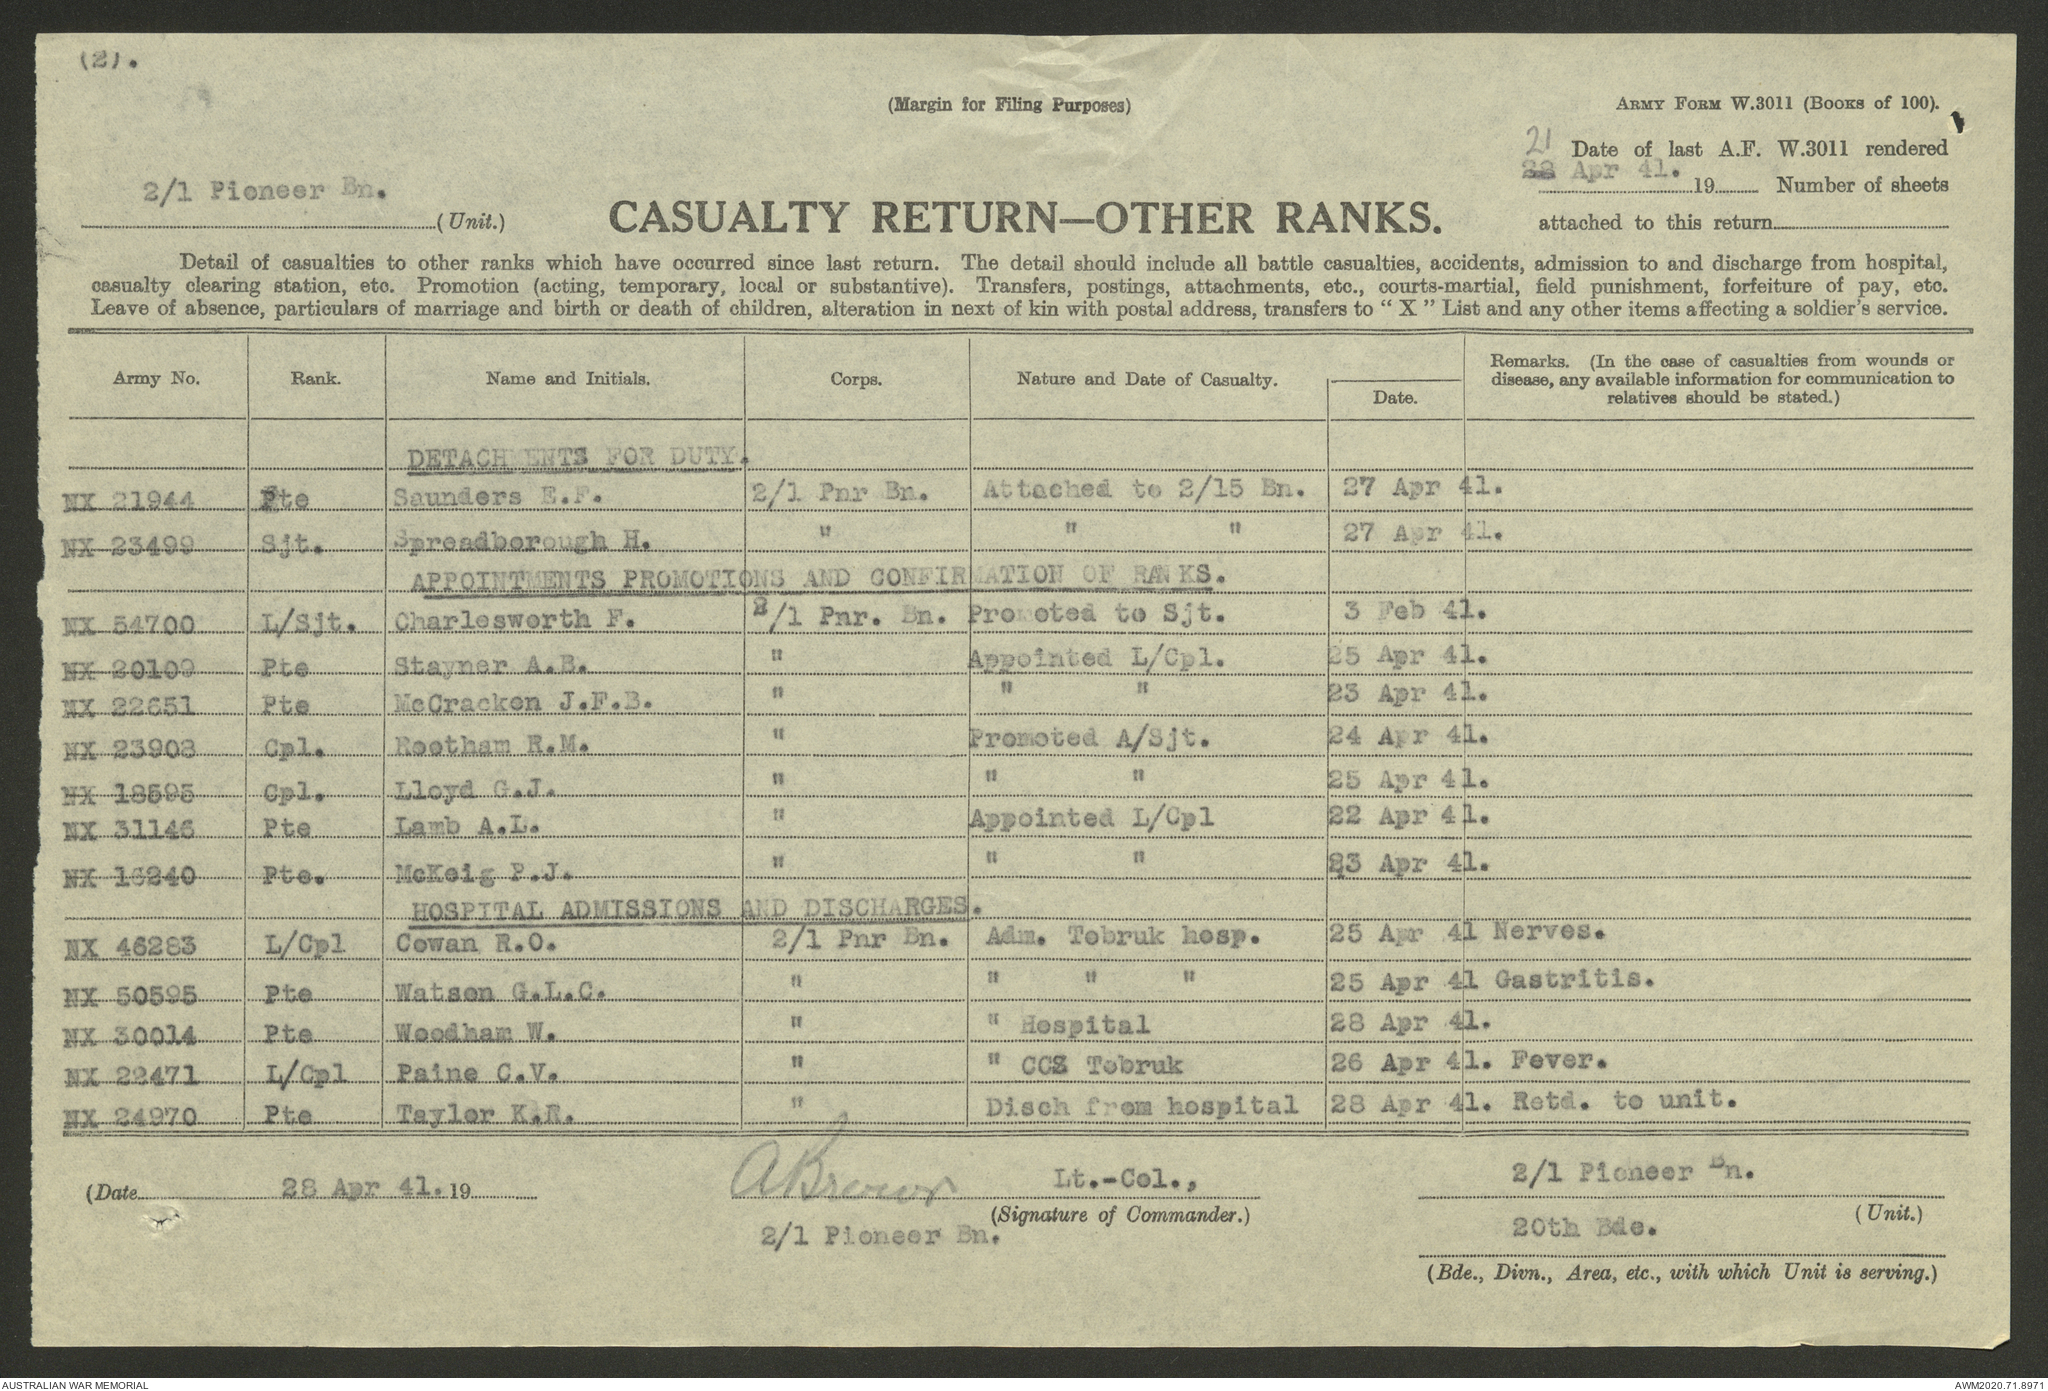 (2).
(Margin for Filing Purposes)
ARMY FORM W.3011 (BOOKS of 100).
21 Date of last A.F. W.3011 rendered
28 Apr 41. 19 Number of sheets
attached to this return
2/1 Pioneer Bn.
(Unit.)
CASUALTY RETURN—OTHER RANKS.
Detail of casualties to other ranks which have occurred since last return. The detail should include all battle casualties, accidents, admission to and discharge from hospital,
casualty clearing station, etc. Promotion (acting, temporary, local or substantive). Transfers, postings, attachments, etc., courts-martial, field punishment, forfeiture of pay, etc.
Leave of absence, particulars of marriage and birth or death of children, alteration in next of kin with postal address, transfers to “ X ” List and any other items affecting a soldier’s service.
Army No. Rank. Name and Initials. Corps. Nature and Date of Casualty. Date. Remarks. (In the case of casualties from wounds or
disease, any available information for communication to
relatives should be stated.)
DETACHMENTS FOR DUTY.
NX 21944 Pte Saunders E.F. 2/1 Pnr Bn. Attached to 2/15 Bn. 27 Apr 41.
NX 23499 Sjt. Spreadborough H. " " " 27 Apr 41.
APPOINTMENTS PROMOTIONS AND CONFIRMATION OF RANKS.
NX 54700 L/Sjt. Charlesworth F. 2/1 Pnr. Bn. Promoted to Sjt. 3 Feb 41.
NX 20109 Pte Stayner A.B. " Appointed L/Cpl. 25 Apr 41.
NX 22651 Pte McCracken J.F.B. " " " 23 Apr 41.
NX 23908 Cpl. Rootham R.M. " Promoted A/Sjt. 24 Apr 41.
NX 18595 Cpl. Lloyd G.J. " " " 25 Apr 41.
NX 31146 Pte Lamb A.L. " Appointed L/Cpl 22 Apr 41.
NX 16240 Pte. McKeig P.J. " " " 23 Apr 41.
HOSPITAL ADMISSIONS AND DISCHARGES.
NX 46283 L/Cpl Cowan R.O. 2/1 Pnr Bn. Adm. Tobruk hosp. 25 Apr 41 Nerves.
NX 50595 Pte Watson G.L.C. " " " " 25 Apr 41 Gastritis.
NX 30014 Pte Woodham W. " " Hospital 28 Apr 41.
NX 22471 L/Cpl Paine C.V. " " CCS Tobruk 26 Apr 41. Fever.
NX 24970 Pte Taylor K.R. " Disch from hospital 28 Apr 41. Retd. to unit.
(Date 28 Apr 41. 19
A Brown Lt.-Col.,
(Signature of Commander.)
2/1 Pioneer Bn.
2/1 Pioneer Bn.
(Unit.)
20th Bde.
(Bde., Divn., Area, etc., with which Unit is serving.)
AUSTRALIAN WAR MEMORIAL
AWM2020.71.8971